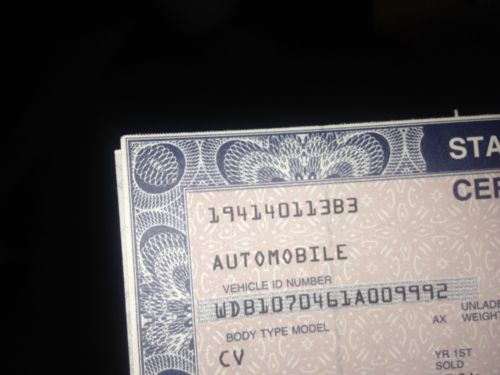 STA
CER
19414011383
AUTOMOBILE
VEHICLE ID NUMBER
WDB1070461A009992
UNLADE
BODY TYPE MODEL
AX WEIGHT
CV
YR 1ST
SOLD